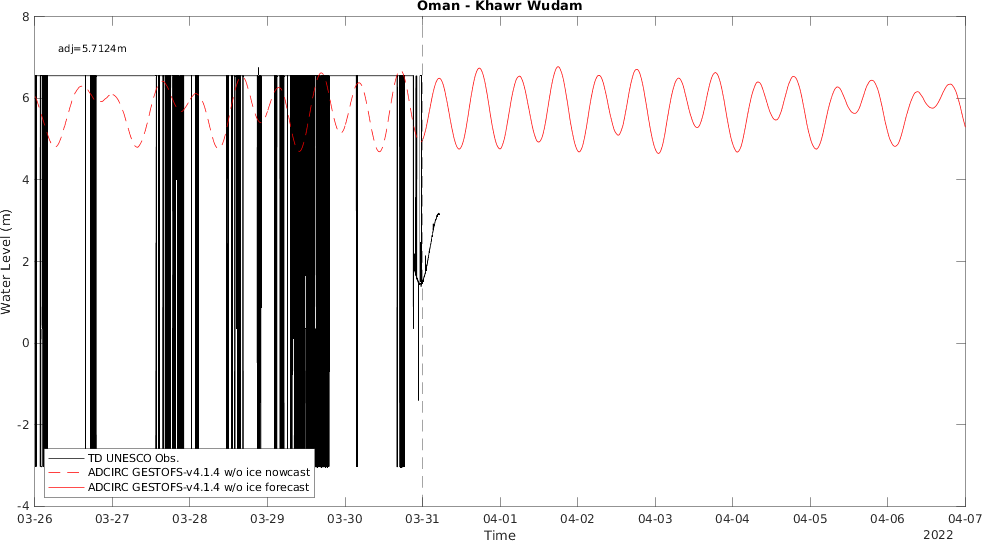 Oman - Khawr Wudam
adj=5.7124m
8
6
4
2
0
-2
-4
Water Level (m)
TD UNESCO Obs.
ADCIRC GESTOFS-v4.1.4 w/o ice nowcast
ADCIRC GESTOFS-v4.1.4 w/o ice forecast
03-26 03-27 03-28 03-29 03-30 03-31 04-01 04-02 04-03 04-04 04-05 04-06 04-07
Time
2022